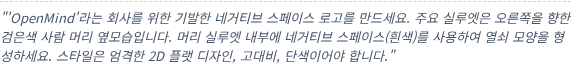 "'OpenMind'라는 회사를 위한 기발한 네거티브 스페이스 로고를 만드세요. 주요 실루엣은 오른쪽을 향한
검은색 사람 머리 옆모습입니다. 머리 실루엣 내부에 네거티브 스페이스(흰색)를 사용하여 열쇠 모양을 형
성하세요. 스타일은 엄격한 2D 플랫 디자인, 고대비, 단색이어야 합니다."